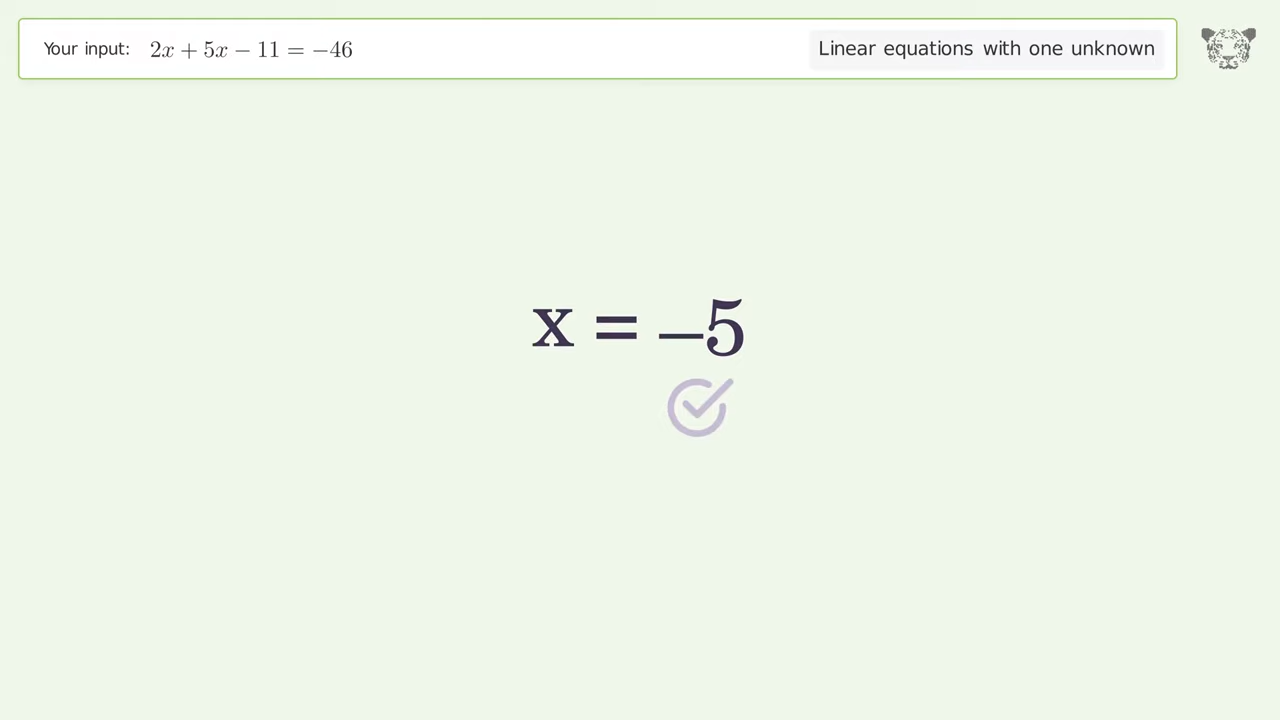 Your input: 2x + 5x − 11 = −46 Linear equations with one unknown
x = −5